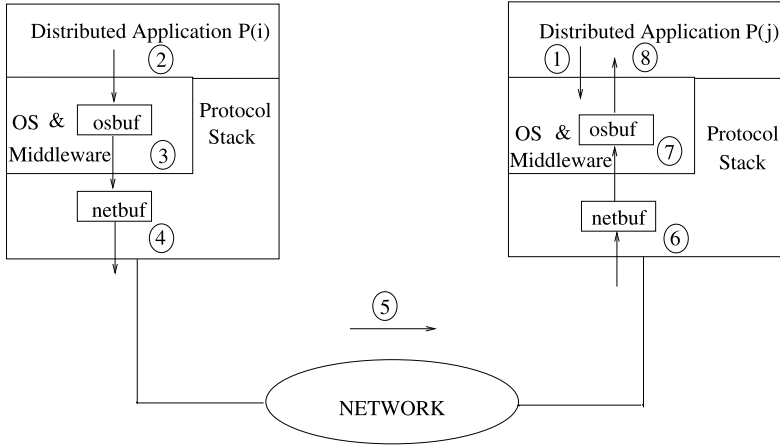 Distributed Application P(i)
2
OS &
Middleware
osbuf
3
Protocol
Stack
netbuf
4
Distributed Application P(j)
1
8
OS &
Middleware
osbuf
7
Protocol
Stack
netbuf
6
5
NETWORK